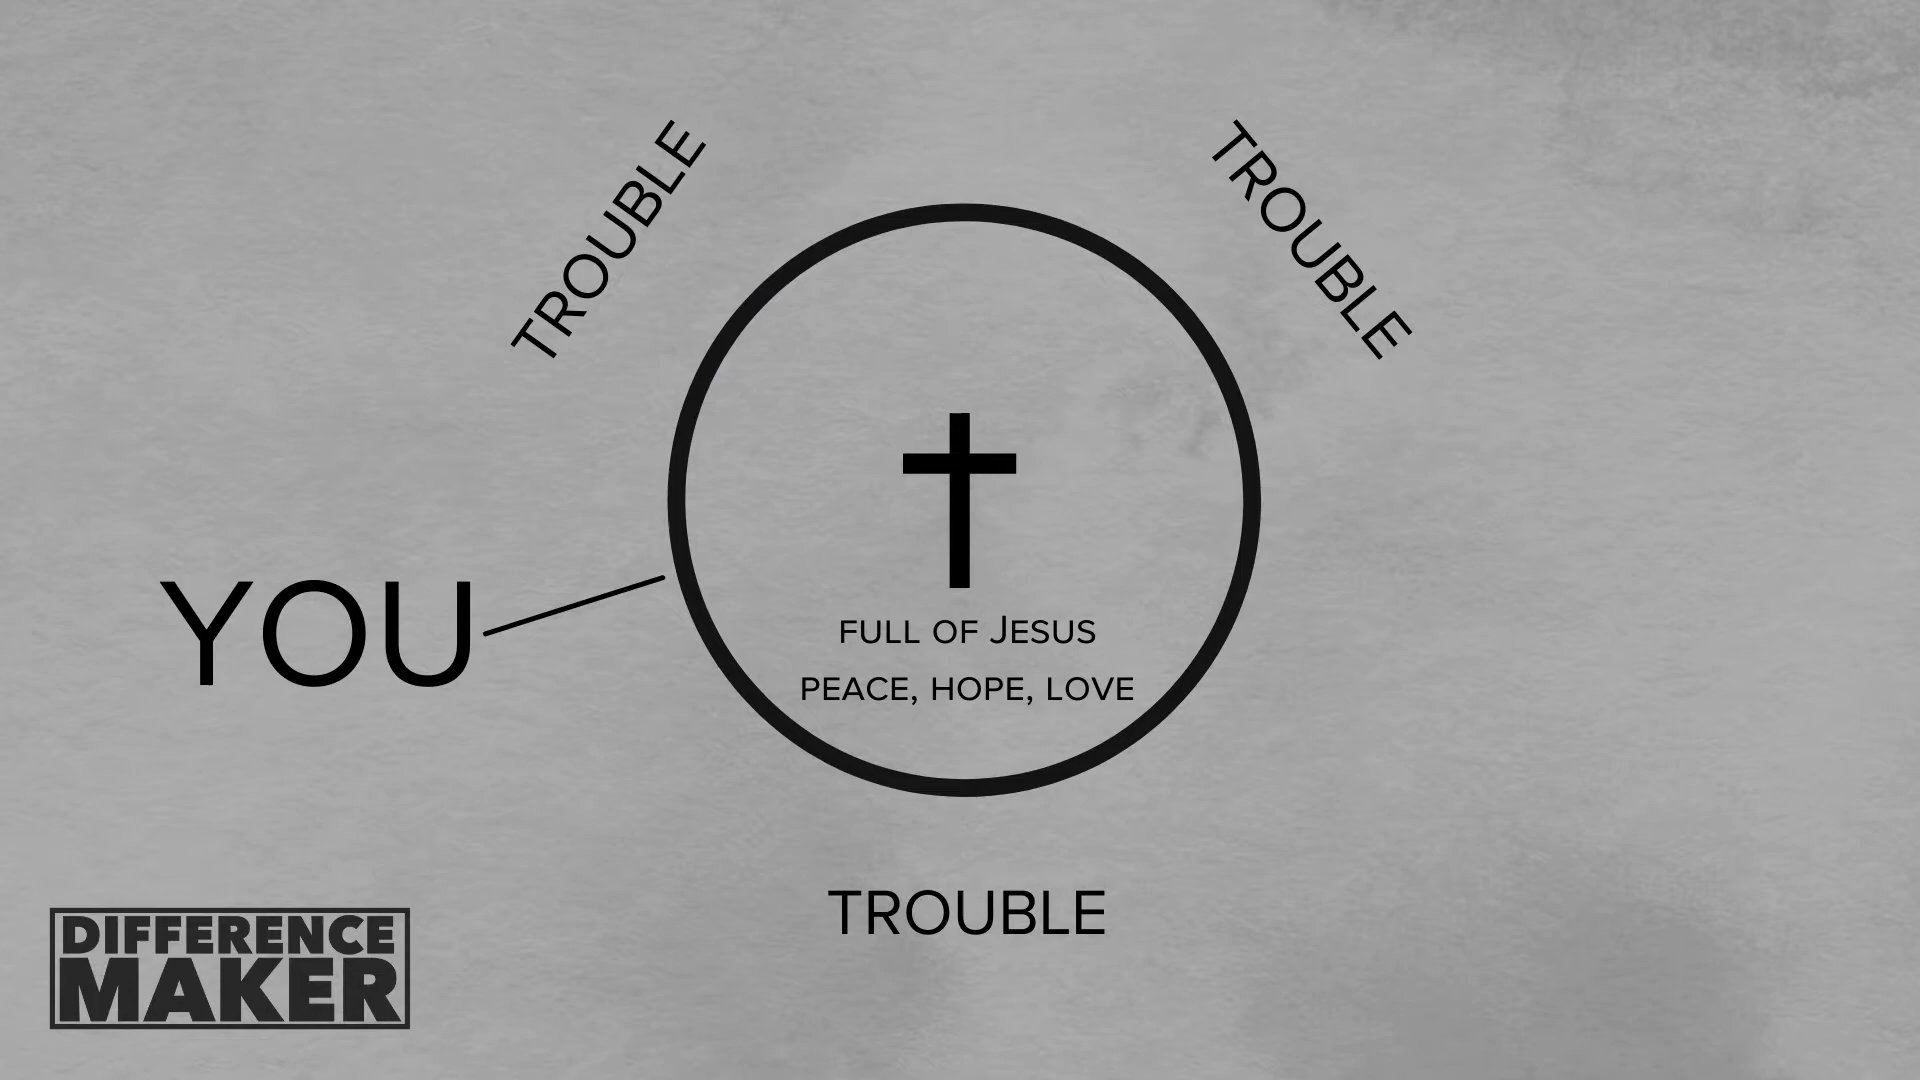 TROUBLE
TROUBLE
YOU
FULL OF JESUS
PEACE, HOPE, LOVE
TROUBLE
DIFFERENCE
MAKER